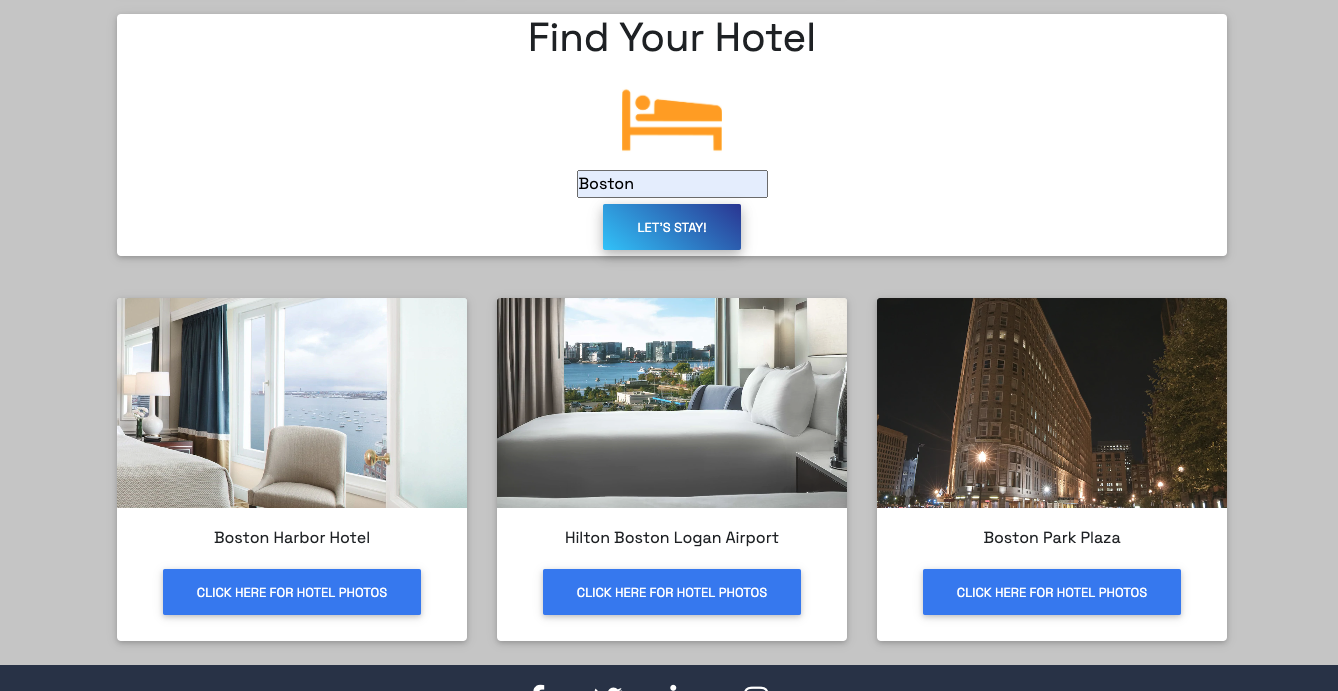 Find Your Hotel
Boston
LET'S STAY!
Boston Harbor Hotel
Hilton Boston Logan Airport
Boston Park Plaza
CLICK HERE FOR HOTEL PHOTOS
CLICK HERE FOR HOTEL PHOTOS
CLICK HERE FOR HOTEL PHOTOS